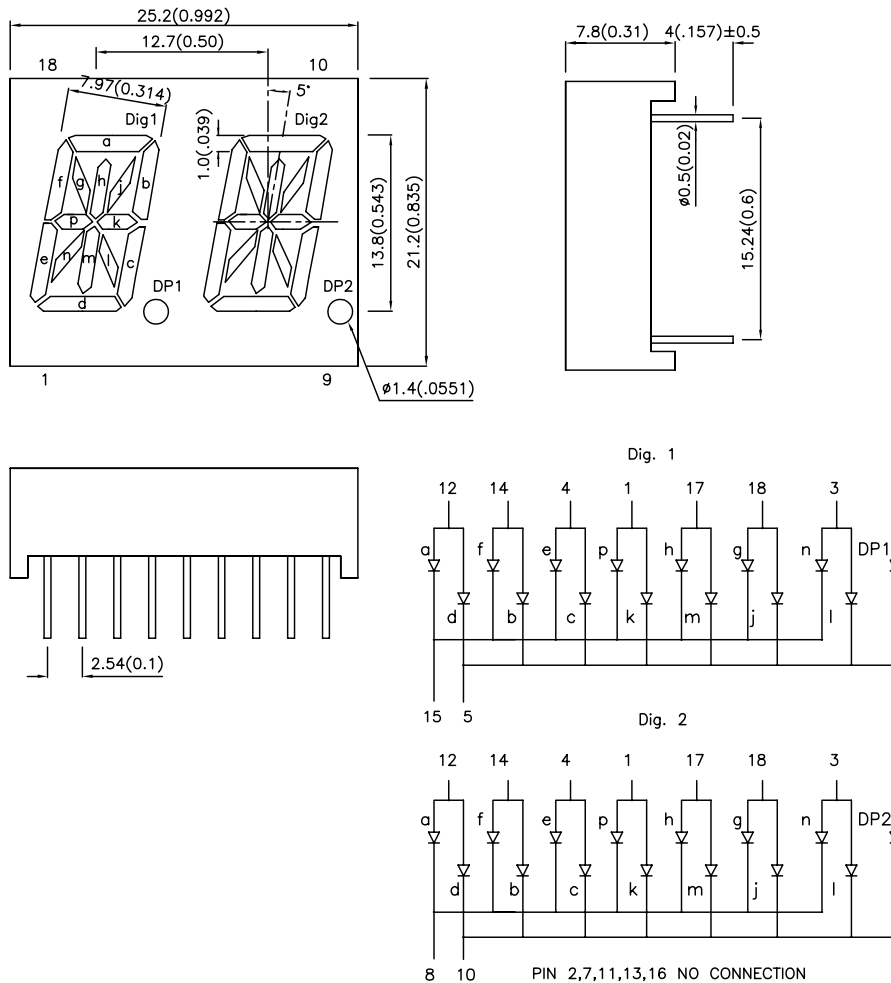 25.2(0.992)
12.7(0.50)
18
10
7.97(0.314)
5°
Dig1
Dig2
1.0(.039)
a
f
g
h
j
b
p
k
e
n
m
l
c
d
DP1
DP2
13.8(0.543)
21.2(0.835)
1
9
ø1.4(.0551)
7.8(0.31)
4(.157)±0.5
ø0.5(0.02)
15.24(0.6)
2.54(0.1)
Dig. 1
12 14 4 1 17 18 3
a f e p h g n DP1
d b c k m j l
15 5
Dig. 2
12 14 4 1 17 18 3
a f e p h g n DP2
d b c k m j l
8 10
PIN 2,7,11,13,16 NO CONNECTION